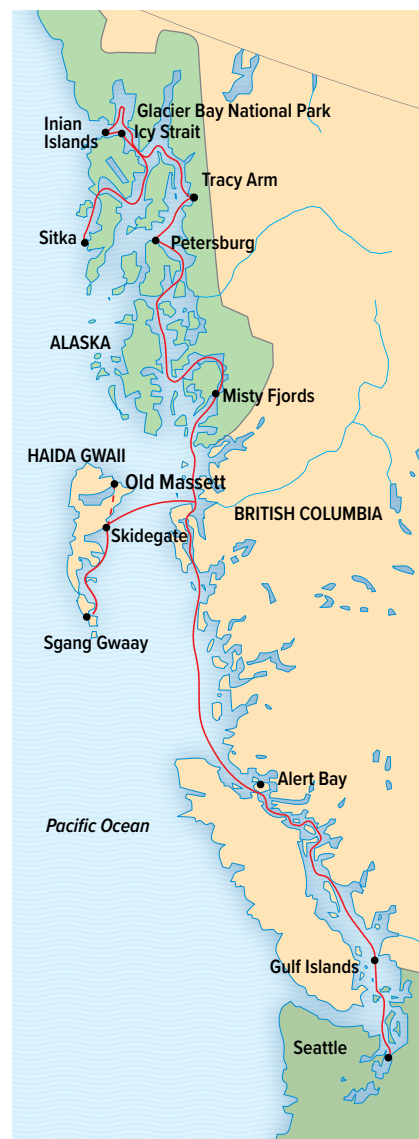 Glacier Bay National Park
Inian
Islands
Icy Strait
Tracy Arm
Sitka
Petersburg
ALASKA
Misty Fjords
HAIDA GWAII
Old Massett
BRITISH COLUMBIA
Skidegate
Sgang Gwaay
Alert Bay
Pacific Ocean
Gulf Islands
Seattle